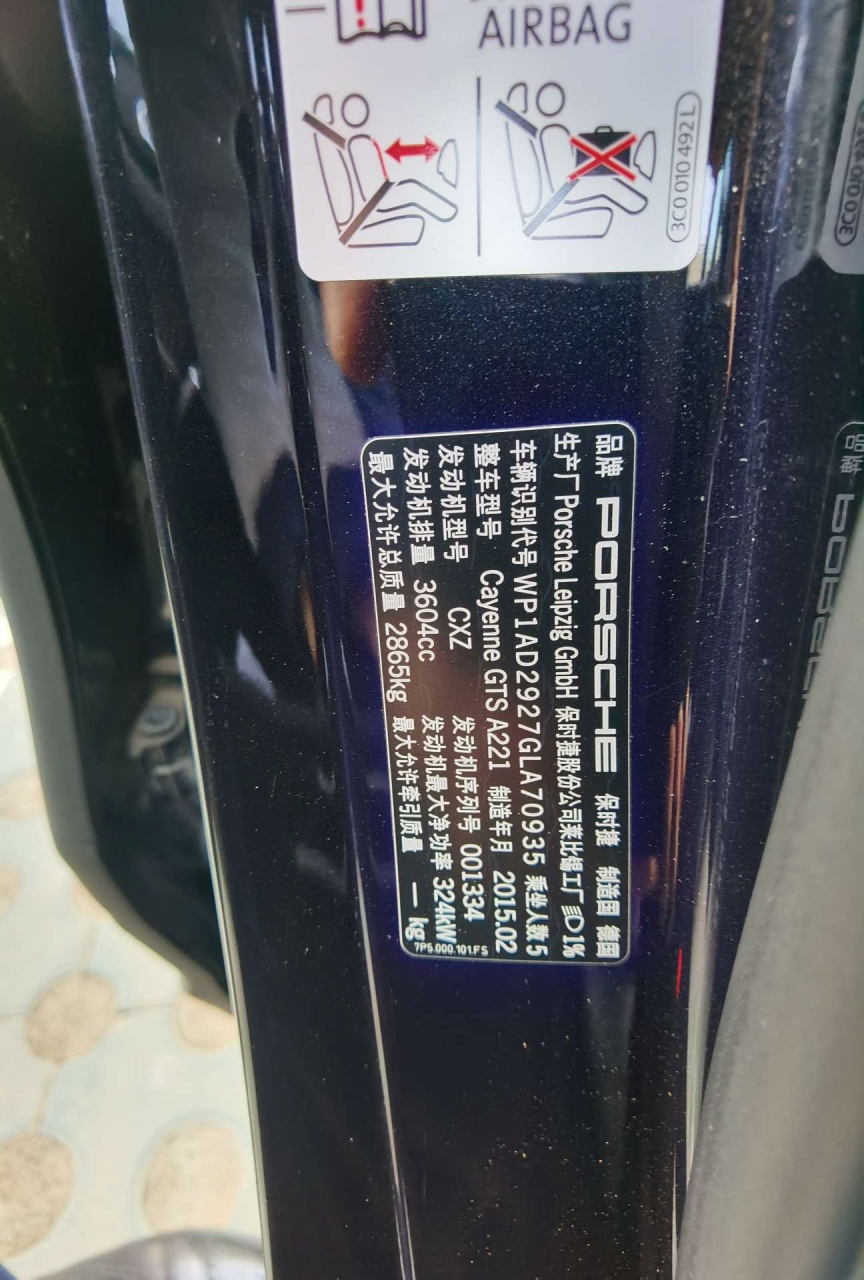 AIRBAG
3C0 010 492 L
品牌 PORSCHE 保时捷 制造国 德国
生产厂 Porsche Leipzig GmbH 保时捷股份公司莱比锡工厂 1%
车辆识别代号 WP1AD2927GLA70935 乘坐人数 5
整车型号 Cayenne GTS A221 制造年月 2015.02
发动机型号 CXZ 发动机序列号 001334
发动机排量 3604cc 发动机最大净功率 324kW
最大允许总质量 2865kg 最大允许牵引质量 — kg
7P5.000.101.FS